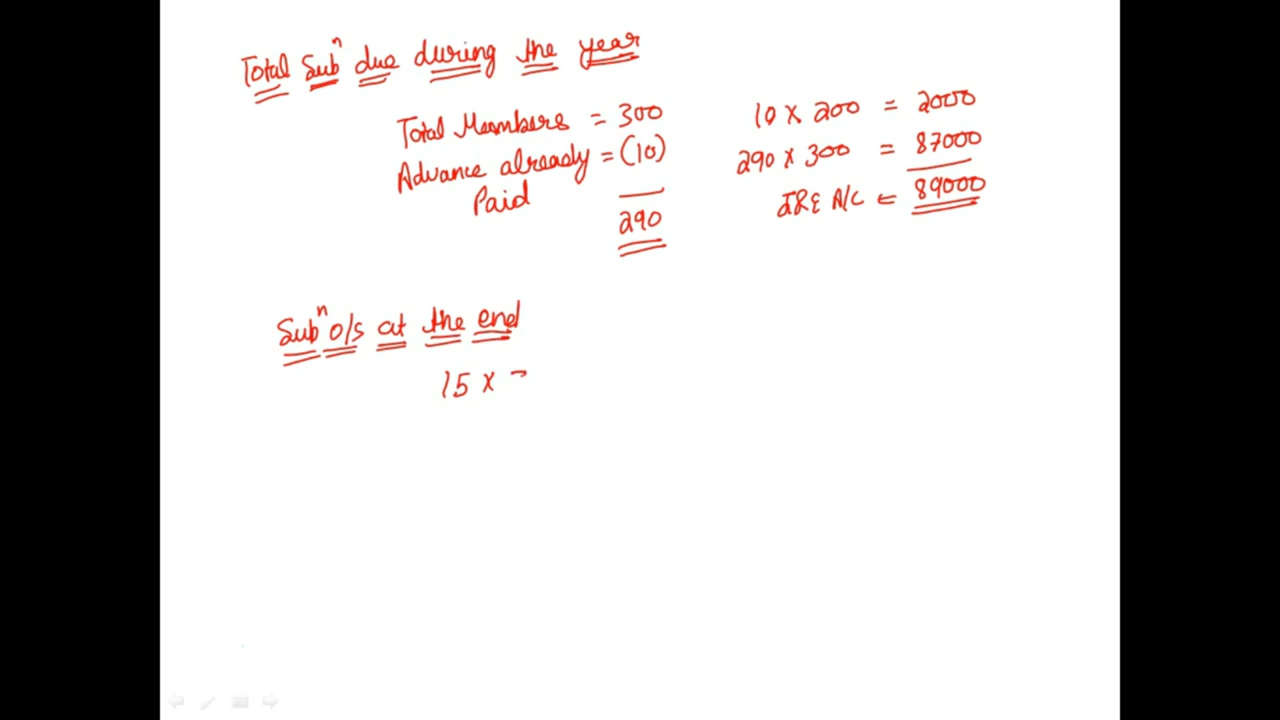 Total Subⁿ due during the year
Total Members = 300
Advance already = (10)
Paid
290
10 x 200 = 2000
290 x 300 = 87000
I&E A/C = 89000
Subⁿ o/s at the end
15 x